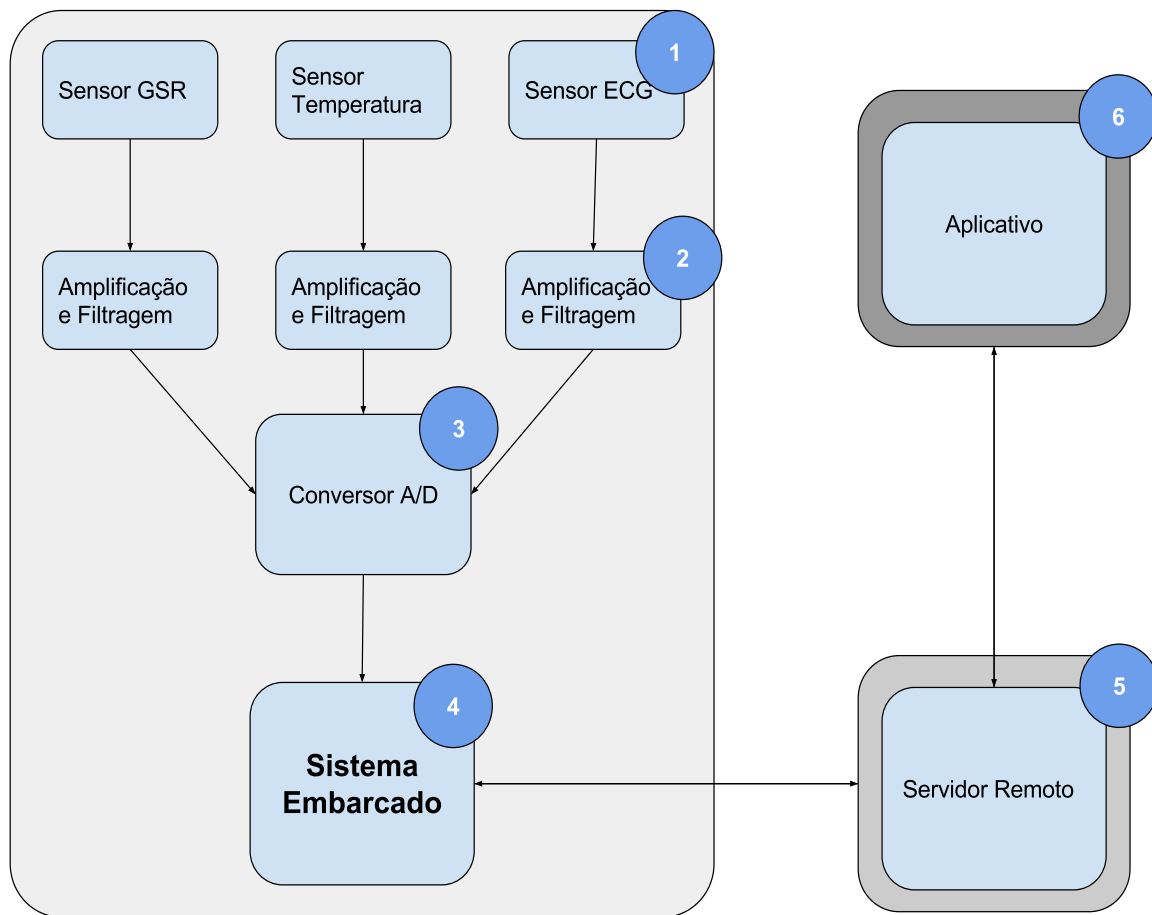 1
Sensor GSR
Sensor
Temperatura
Sensor ECG
6
Aplicativo
2
Amplificação
e Filtragem
Amplificação
e Filtragem
Amplificação
e Filtragem
3
Conversor A/D
4
Sistema
Embarcado
5
Servidor Remoto